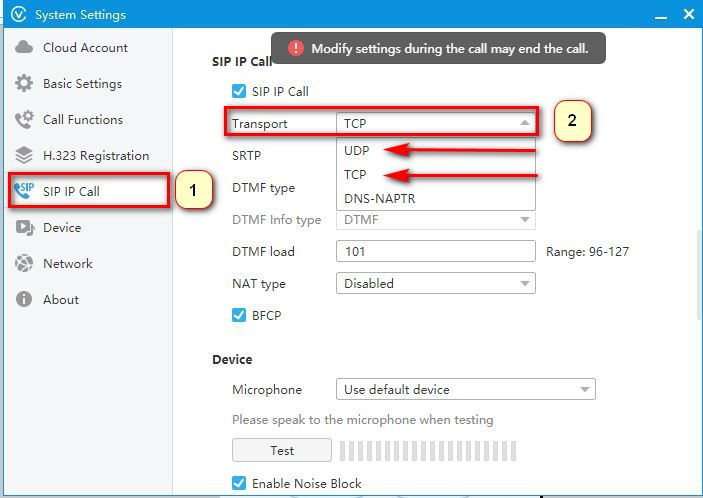 System Settings
Cloud Account
Basic Settings
Call Functions
H.323 Registration
SIP IP Call
1
Device
Network
About
Modify settings during the call may end the call.
SIP IP Call
SIP IP Call
Transport TCP
2
UDP
SRTP
TCP
DTMF type
DNS-NAPTR
DTMF Info type DTMF
DTMF load 101 Range: 96-127
NAT type Disabled
BFCP
Device
Microphone Use default device
Please speak to the microphone when testing
Test
Enable Noise Block